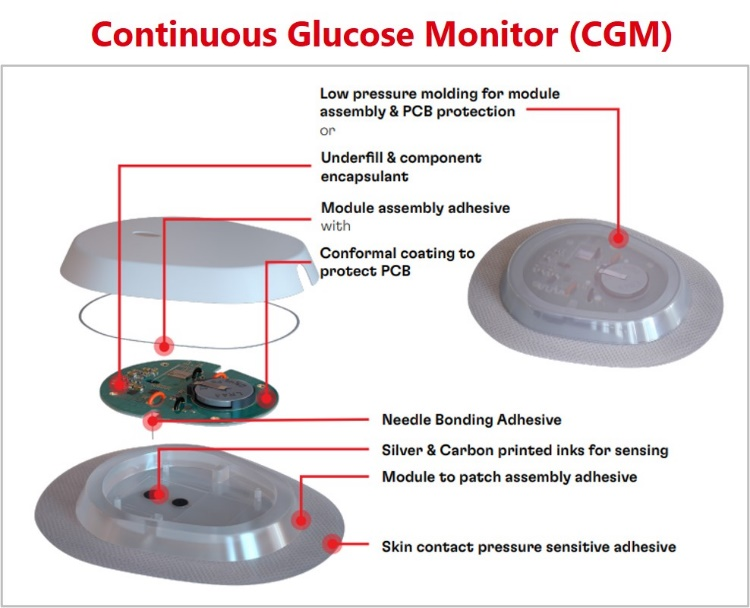 Continuous Glucose Monitor (CGM)
Low pressure molding for module
assembly & PCB protection
or
Underfill & component
encapsulant
Module assembly adhesive
with
Conformal coating to
protect PCB
Needle Bonding Adhesive
Silver & Carbon printed inks for sensing
Module to patch assembly adhesive
Skin contact pressure sensitive adhesive